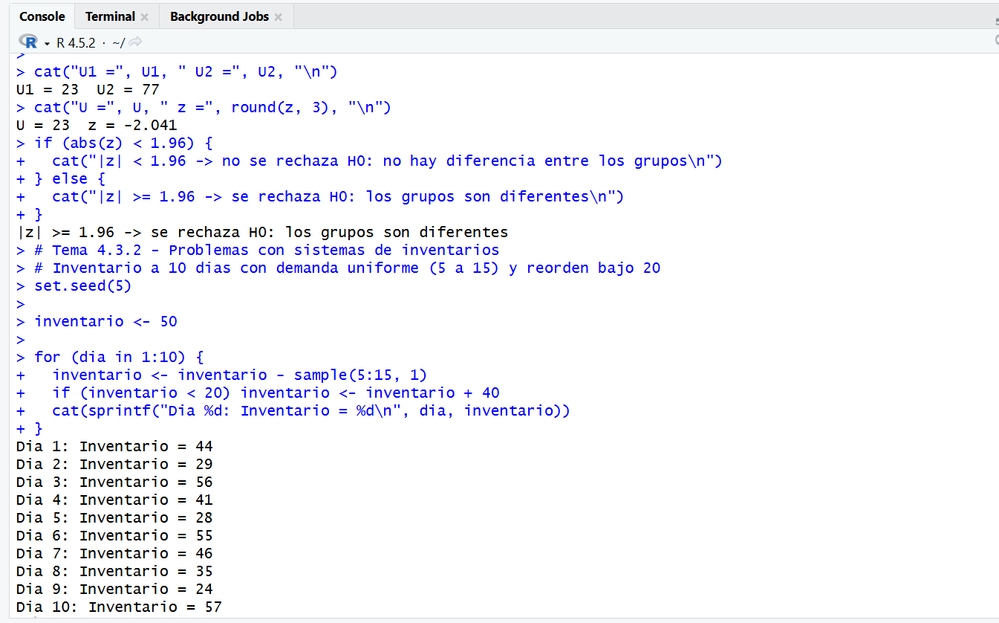 Console Terminal Background Jobs
R 4.5.2 · ~/
>
> cat("U1 =", U1, " U2 =", U2, "\n")
U1 = 23  U2 = 77
> cat("U =", U, " z =", round(z, 3), "\n")
U = 23  z = -2.041
> if (abs(z) < 1.96) {
+   cat("|z| < 1.96 -> no se rechaza H0: no hay diferencia entre los grupos\n")
+ } else {
+   cat("|z| >= 1.96 -> se rechaza H0: los grupos son diferentes\n")
+ }
|z| >= 1.96 -> se rechaza H0: los grupos son diferentes
> # Tema 4.3.2 - Problemas con sistemas de inventarios
> # Inventario a 10 dias con demanda uniforme (5 a 15) y reorden bajo 20
> set.seed(5)
>
> inventario <- 50
>
> for (dia in 1:10) {
+   inventario <- inventario - sample(5:15, 1)
+   if (inventario < 20) inventario <- inventario + 40
+   cat(sprintf("Dia %d: Inventario = %d\n", dia, inventario))
+ }
Dia 1: Inventario = 44
Dia 2: Inventario = 29
Dia 3: Inventario = 56
Dia 4: Inventario = 41
Dia 5: Inventario = 28
Dia 6: Inventario = 55
Dia 7: Inventario = 46
Dia 8: Inventario = 35
Dia 9: Inventario = 24
Dia 10: Inventario = 57